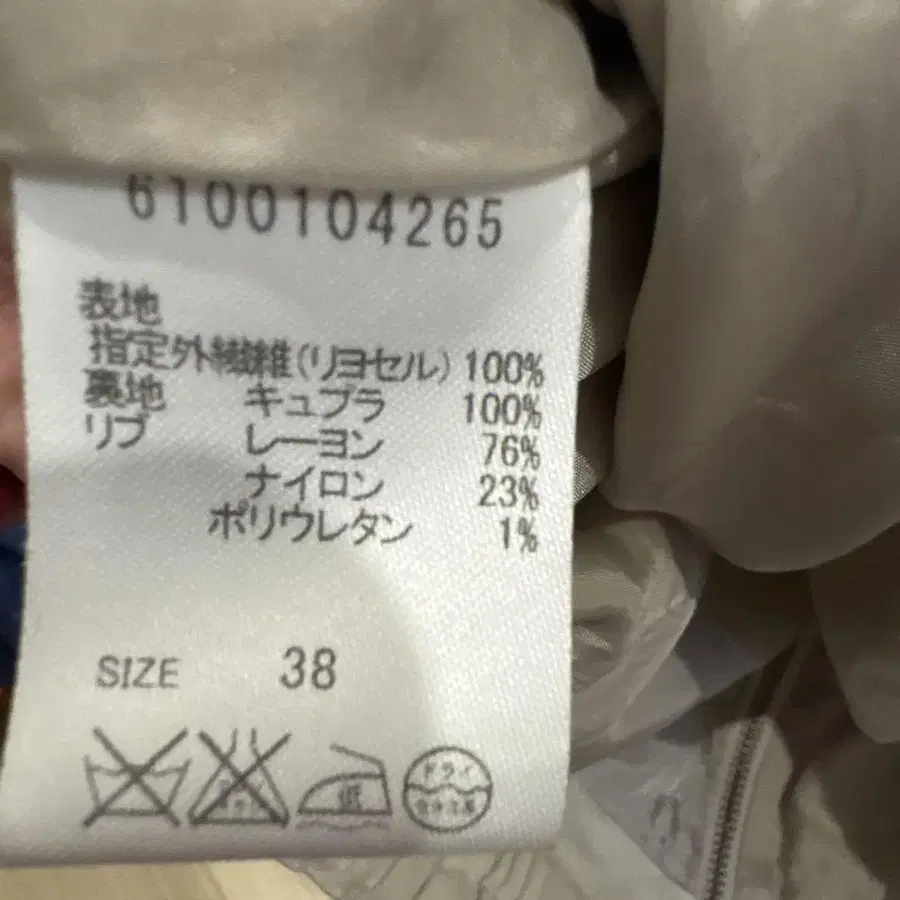 6100104265
表地
指定外繊維(リヨセル) 100%
裏地 キュプラ 100%
リブ レーヨン 76%
ナイロン 23%
ポリウレタン 1%
SIZE 38
低
ドライ